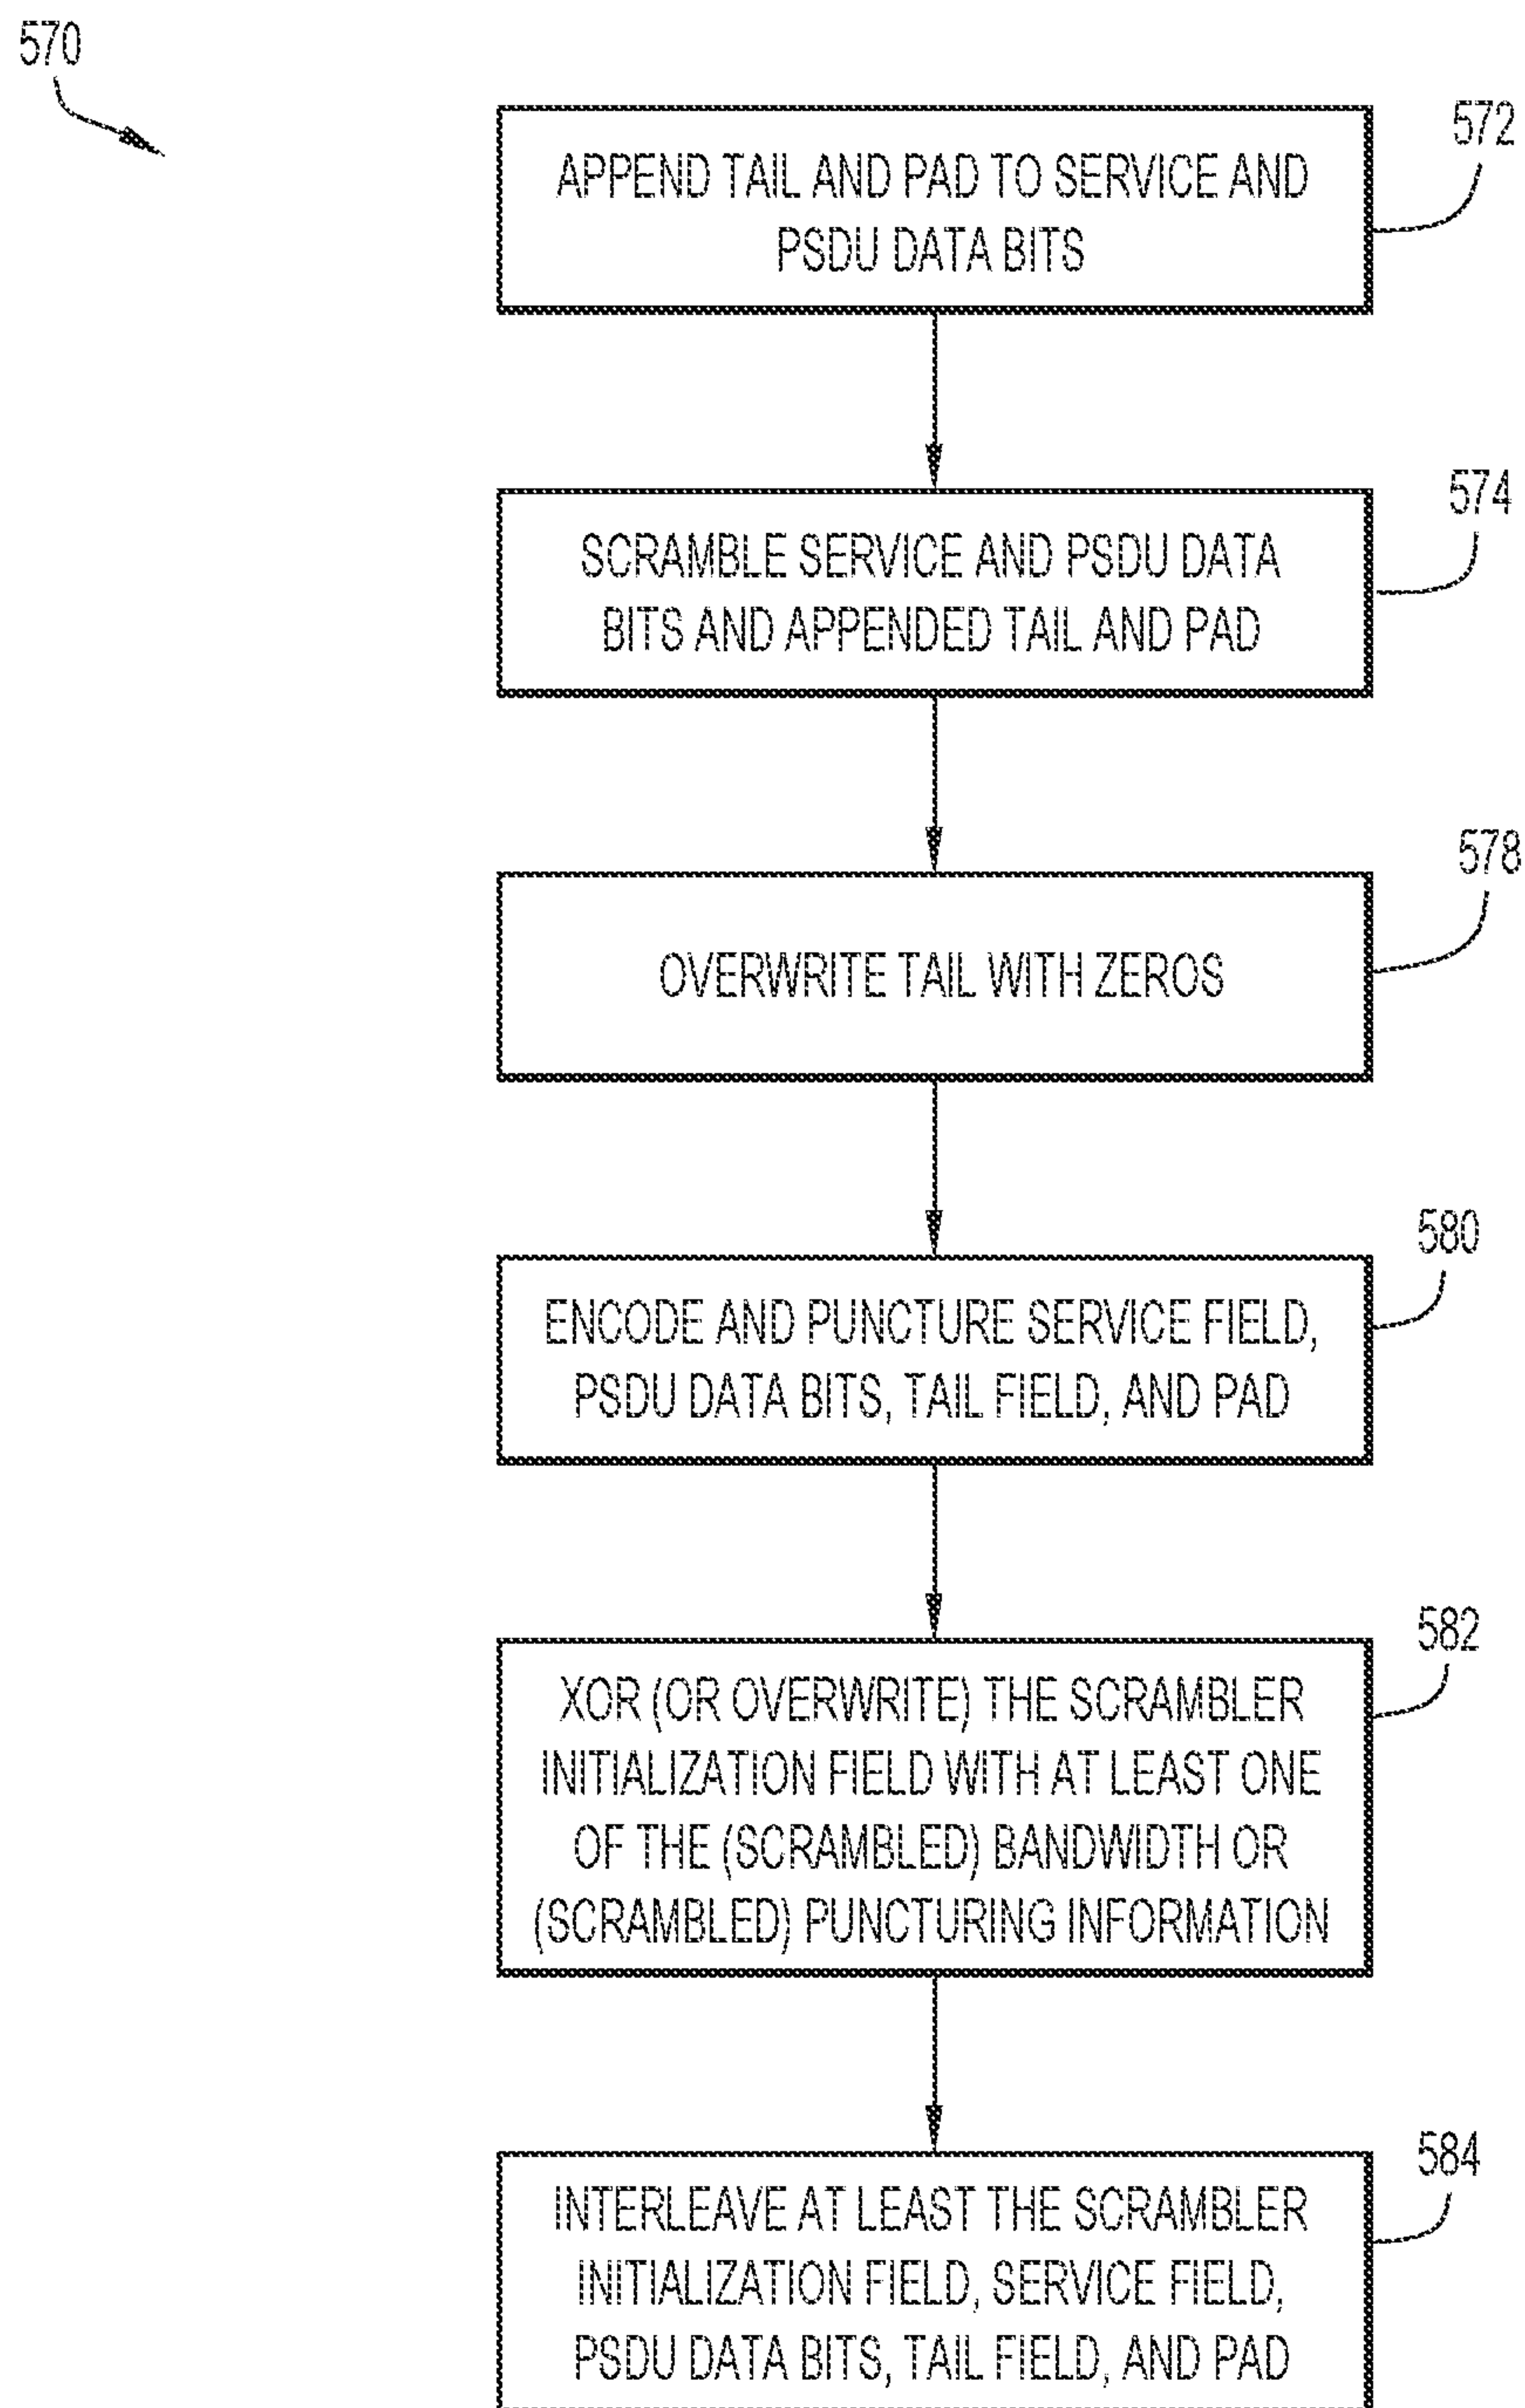 570
572
APPEND TAIL AND PAD TO SERVICE AND
PSDU DATA BITS
574
SCRAMBLE SERVICE AND PSDU DATA
BITS AND APPENDED TAIL AND PAD
578
OVERWRITE TAIL WITH ZEROS
580
ENCODE AND PUNCTURE SERVICE FIELD,
PSDU DATA BITS, TAIL FIELD, AND PAD
582
XOR (OR OVERWRITE) THE SCRAMBLER
INITIALIZATION FIELD WITH AT LEAST ONE
OF THE (SCRAMBLED) BANDWIDTH OR
(SCRAMBLED) PUNCTURING INFORMATION
584
INTERLEAVE AT LEAST THE SCRAMBLER
INITIALIZATION FIELD, SERVICE FIELD,
PSDU DATA BITS, TAIL FIELD, AND PAD